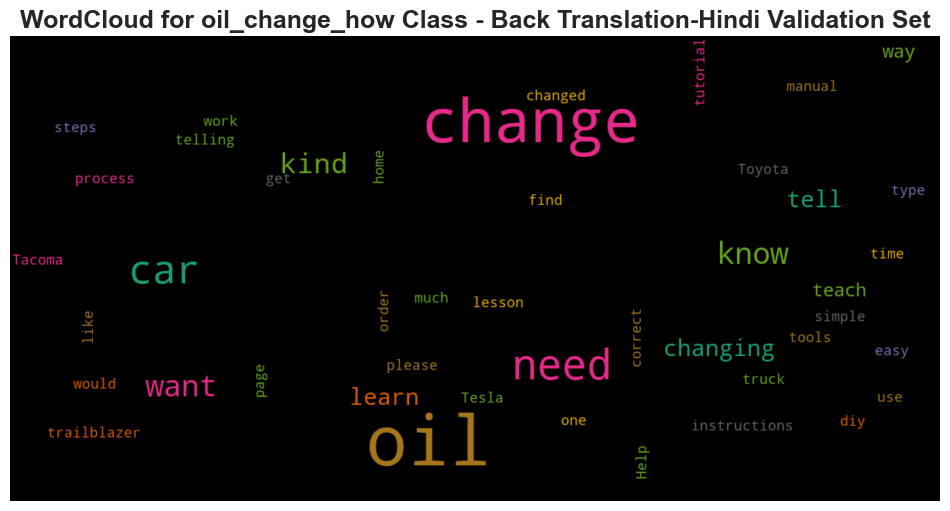 WordCloud for oil_change_how Class - Back Translation-Hindi Validation Set
tutorial
way
manual
changed
change
steps
work
telling
kind
home
get
process
find
Toyota
tell
type
know
time
Tacoma
car
teach
much
lesson
order
like
simple
correct
tools
changing
easy
need
please
truck
would
want
page
learn
Tesla
use
one
instructions
diy
trailblazer
oil
Help